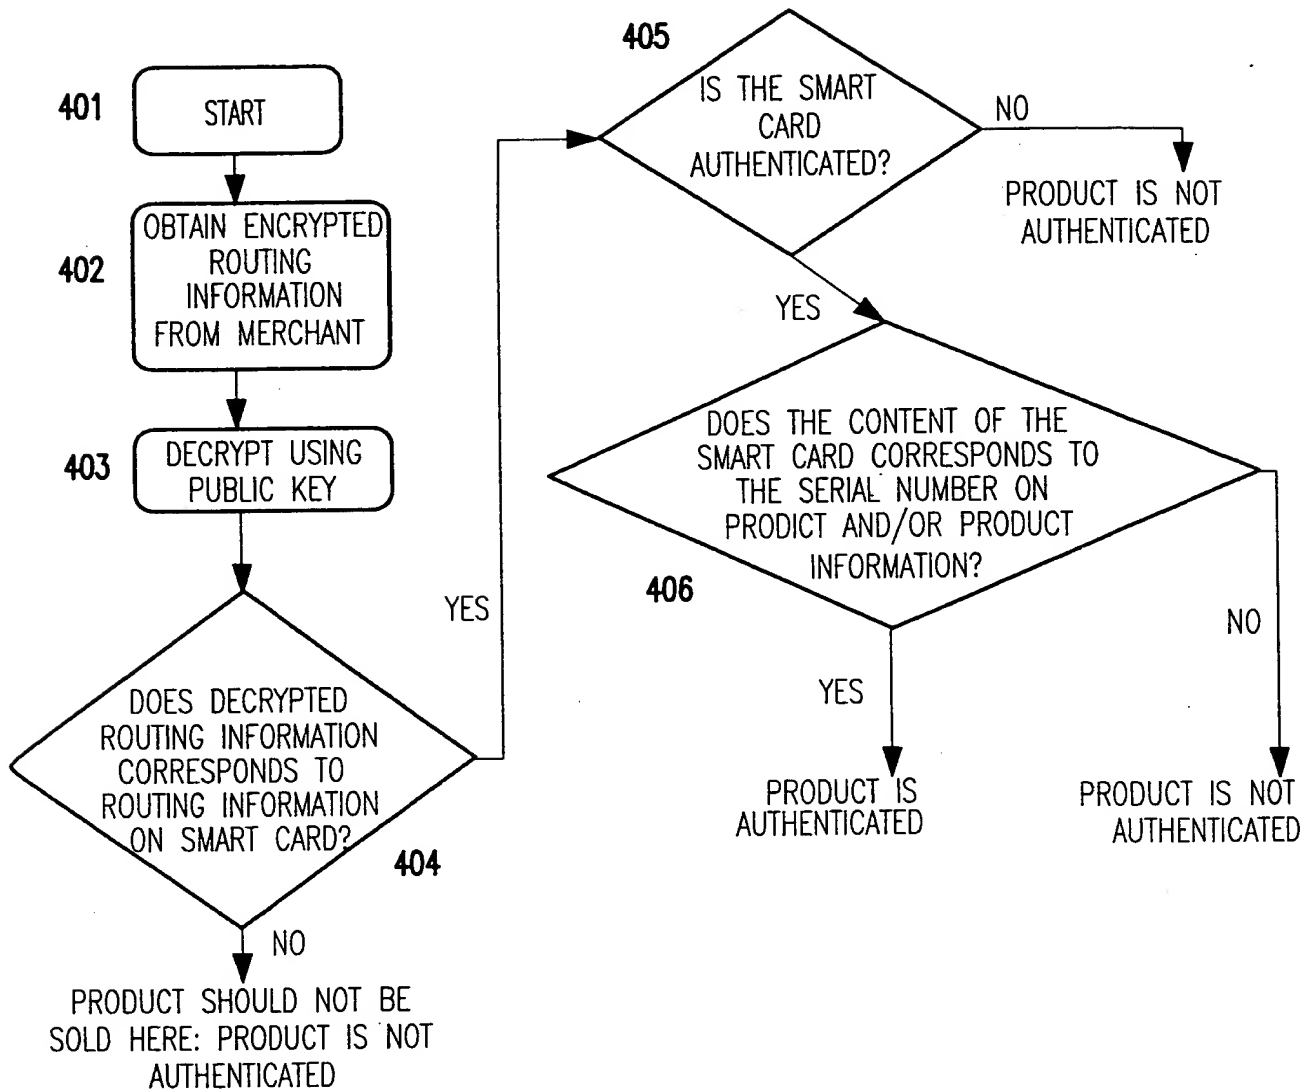 401
START
402
OBTAIN ENCRYPTED
ROUTING
INFORMATION
FROM MERCHANT
403
DECRYPT USING
PUBLIC KEY
DOES DECRYPTED
ROUTING INFORMATION
CORRESPONDS TO
ROUTING INFORMATION
ON SMART CARD?
404
YES
NO
PRODUCT SHOULD NOT BE
SOLD HERE: PRODUCT IS NOT
AUTHENTICATED
405
IS THE SMART
CARD
AUTHENTICATED?
NO
PRODUCT IS NOT
AUTHENTICATED
YES
DOES THE CONTENT OF THE
SMART CARD CORRESPONDS TO
THE SERIAL NUMBER ON
PRODICT AND/OR PRODUCT
INFORMATION?
406
YES
PRODUCT IS
AUTHENTICATED
NO
PRODUCT IS NOT
AUTHENTICATED